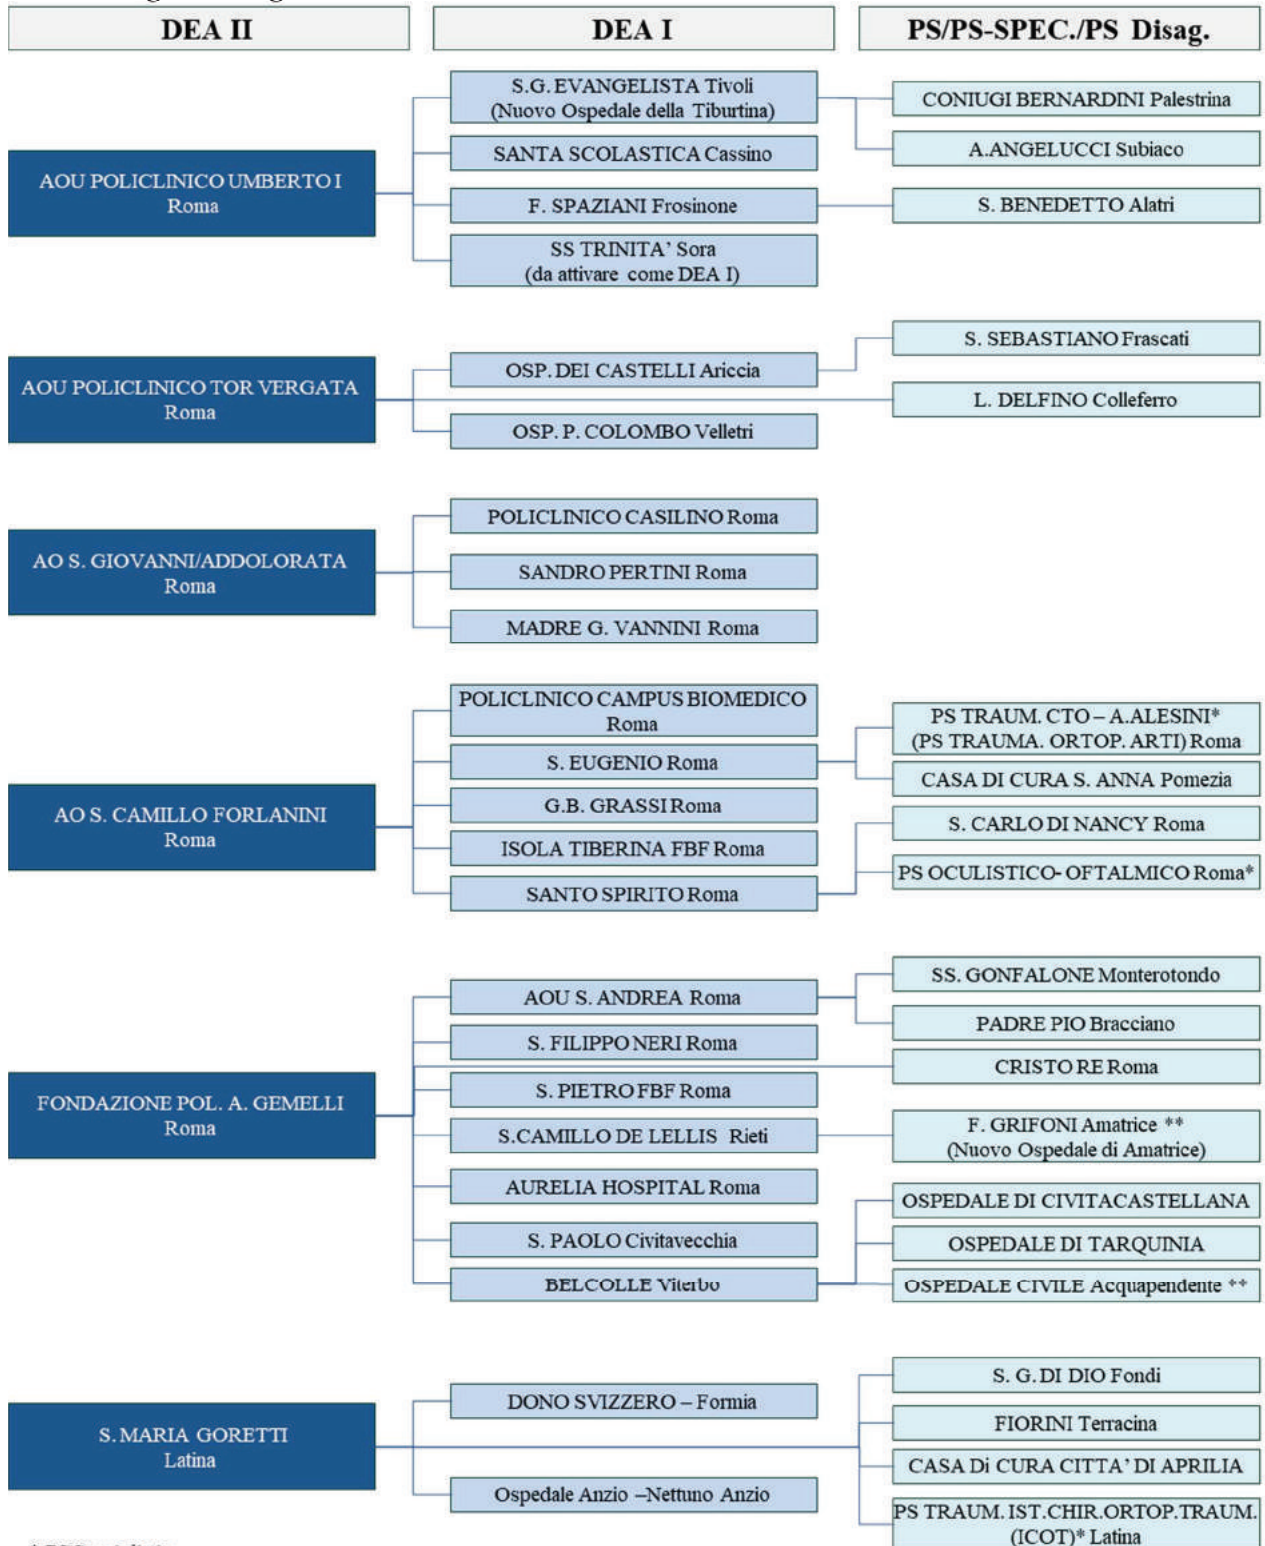 DEA II
DEA I
PS/PS-SPEC./PS Disag.
AOU POLICLINICO UMBERTO I
Roma
S.G. EVANGELISTA Tivoli
(Nuovo Ospedale della Tiburtina)
SANTA SCOLASTICA Cassino
F. SPAZIANI Frosinone
SS TRINITA’ Sora
(da attivare come DEA I)
CONIUGI BERNARDINI Palestrina
A.ANGELUCCI Subiaco
S. BENEDETTO Alatri
AOU POLICLINICO TOR VERGATA
Roma
OSP. DEI CASTELLI Ariccia
OSP. P. COLOMBO Velletri
S. SEBASTIANO Frascati
L. DELFINO Colleferro
AO S. GIOVANNI/ADDOLORATA
Roma
POLICLINICO CASILINO Roma
SANDRO PERTINI Roma
MADRE G. VANNINI Roma
AO S. CAMILLO FORLANINI
Roma
POLICLINICO CAMPUS BIOMEDICO
Roma
S. EUGENIO Roma
G.B. GRASSI Roma
ISOLA TIBERINA FBF Roma
SANTO SPIRITO Roma
PS TRAUM. CTO – A.ALESINI*
(PS TRAUMA. ORTOP. ARTI) Roma
CASA DI CURA S. ANNA Pomezia
S. CARLO DI NANCY Roma
PS OCULISTICO- OFTALMICO Roma*
FONDAZIONE POL. A. GEMELLI
Roma
AOU S. ANDREA Roma
S. FILIPPO NERI Roma
S. PIETRO FBF Roma
S.CAMILLO DE LELLIS Rieti
AURELIA HOSPITAL Roma
S. PAOLO Civitavecchia
BELCOLLE Viterbo
SS. GONFALONE Monterotondo
PADRE PIO Bracciano
CRISTO RE Roma
F. GRIFONI Amatrice **
(Nuovo Ospedale di Amatrice)
OSPEDALE DI CIVITACASTELLANA
OSPEDALE DI TARQUINIA
OSPEDALE CIVILE Acquapendente **
S. MARIA GORETTI
Latina
DONO SVIZZERO – Formia
Ospedale Anzio –Nettuno Anzio
S. G. DI DIO Fondi
FIORINI Terracina
CASA Di CURA CITTA’ DI APRILIA
PS TRAUM. IST.CHIR.ORTOP.TRAUM.
(ICOT)* Latina